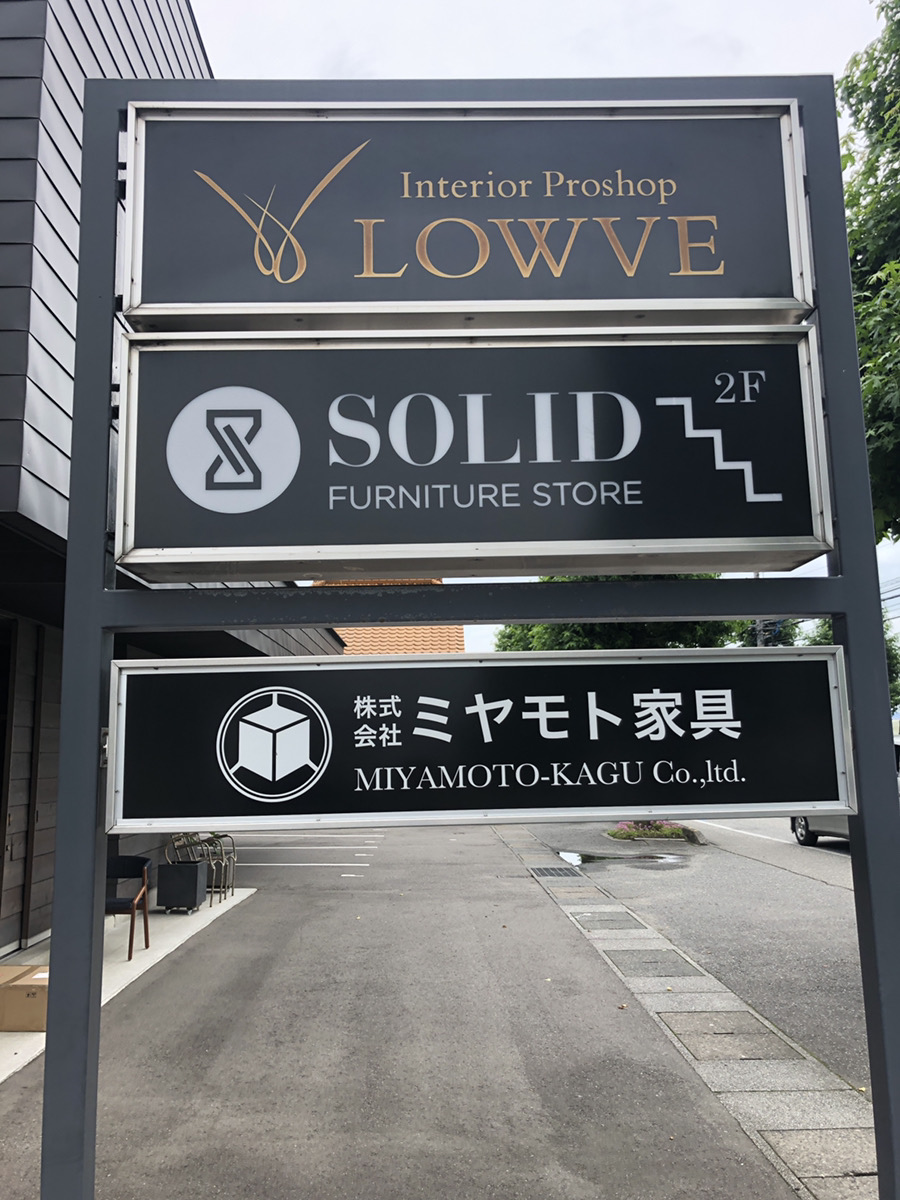 Interior Proshop
LOWVE
SOLID
FURNITURE STORE
2F
株式会社 ミヤモト家具
MIYAMOTO-KAGU Co.,ltd.